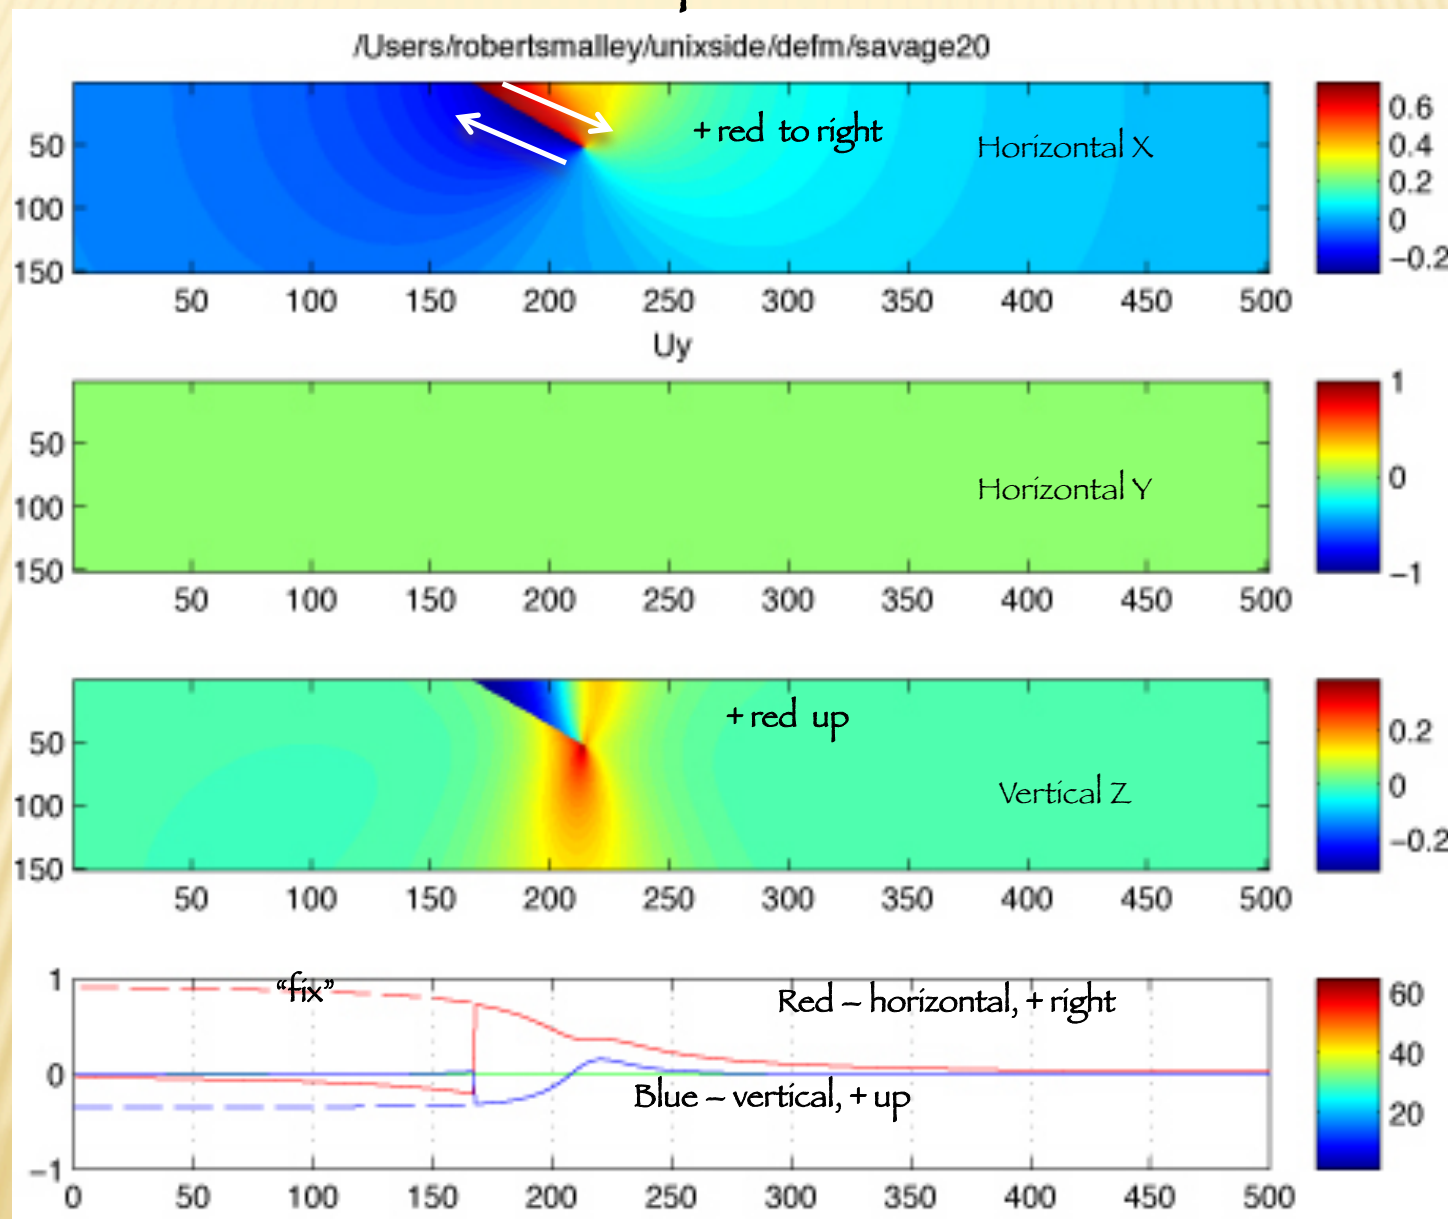 /Users/robertsmalley/unixside/defm/savage20
+ red to right
Horizontal X
50
100
150
50 100 150 200 250 300 350 400 450 500
0.6
0.4
0.2
0
−0.2
Uy
Horizontal Y
50
100
150
50 100 150 200 250 300 350 400 450 500
1
0
−1
+ red up
Vertical Z
50
100
150
50 100 150 200 250 300 350 400 450 500
0.2
0
−0.2
"fix"
Red – horizontal, + right
Blue – vertical, + up
1
0
−1
0 50 100 150 200 250 300 350 400 450 500
60
40
20